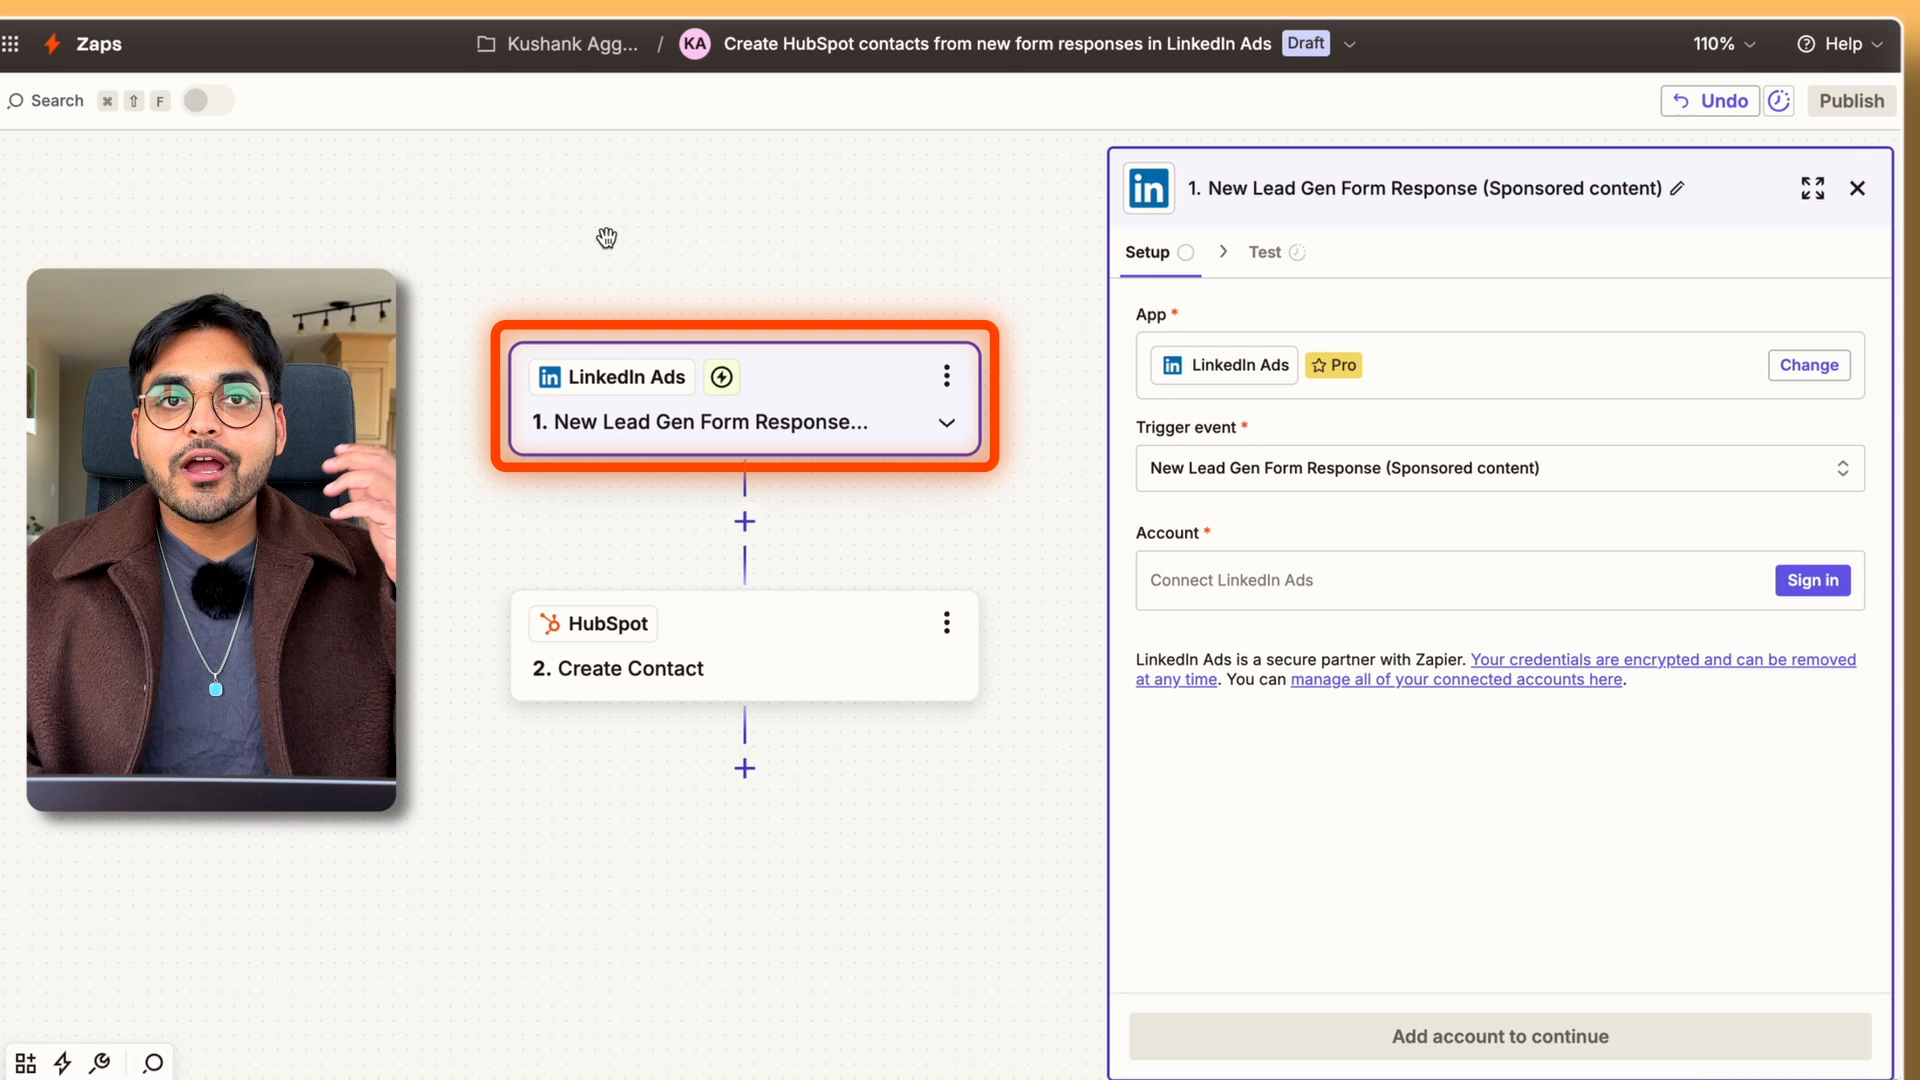 Zaps
Kushank Agg... / KA Create HubSpot contacts from new form responses in LinkedIn Ads Draft
110%
Help
Search ⌘ ⇧ F
Undo
Publish
in 1. New Lead Gen Form Response (Sponsored content)
Setup
Test
App *
in LinkedIn Ads Pro
Change
Trigger event *
New Lead Gen Form Response (Sponsored content)
Account *
Connect LinkedIn Ads
Sign in
LinkedIn Ads is a secure partner with Zapier. Your credentials are encrypted and can be removed
at any time. You can manage all of your connected accounts here.
Add account to continue
in LinkedIn Ads
1. New Lead Gen Form Response...
HubSpot
2. Create Contact